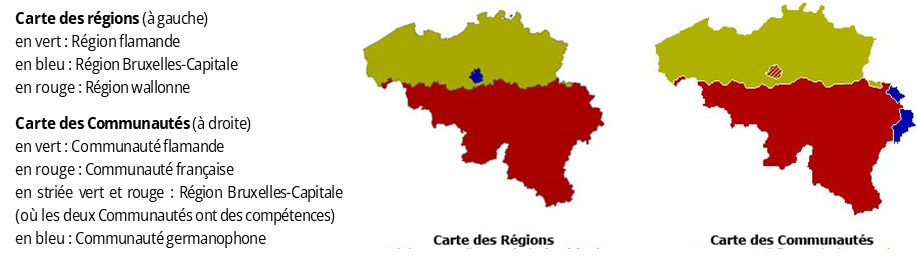 Carte des régions (à gauche)
en vert : Région flamande
en bleu : Région Bruxelles-Capitale
en rouge : Région wallonne
Carte des Communautés (à droite)
en vert : Communauté flamande
en rouge : Communauté française
en striée vert et rouge : Région Bruxelles-Capitale
(où les deux Communautés ont des compétences)
en bleu : Communauté germanophone
Carte des Régions
Carte des Communautés